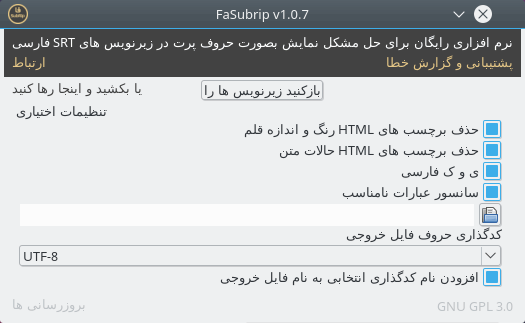 FaSubrip v1.0.7
نرم افزاری رایگان برای حل مشکل نمایش بصورت حروف پرت در زیرنویس های SRT فارسی
پشتیبانی و گزارش خطا
ارتباط
بازکنید زیرنویس ها را
یا بکشید و اینجا رها کنید
تنظیمات اختیاری
حذف برچسب های HTML رنگ و اندازه قلم
حذف برچسب های HTML حالات متن
ی و ک فارسی
سانسور عبارات نامناسب
کدگذاری حروف فایل خروجی
UTF-8
افزودن نام کدگذاری انتخابی به نام فایل خروجی
بروزرسانی ها
GNU GPL 3.0